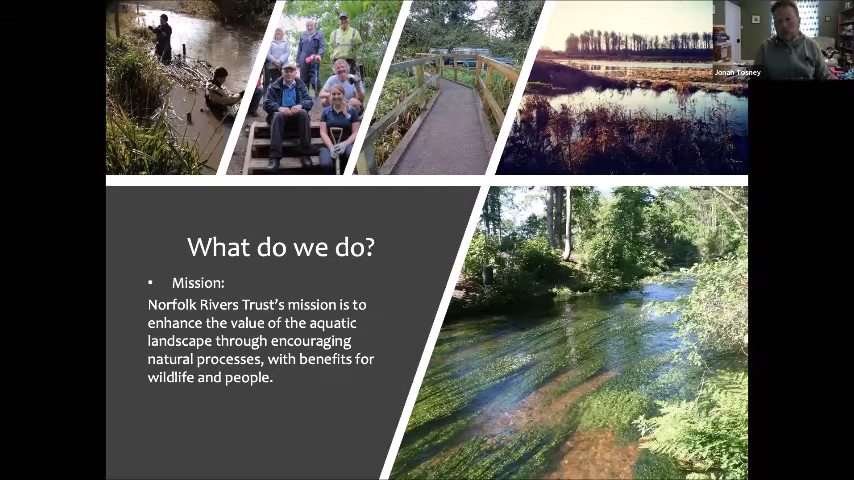 Jonah Tosney
What do we do?
• Mission:
Norfolk Rivers Trust's mission is to
enhance the value of the aquatic
landscape through encouraging
natural processes, with benefits for
wildlife and people.